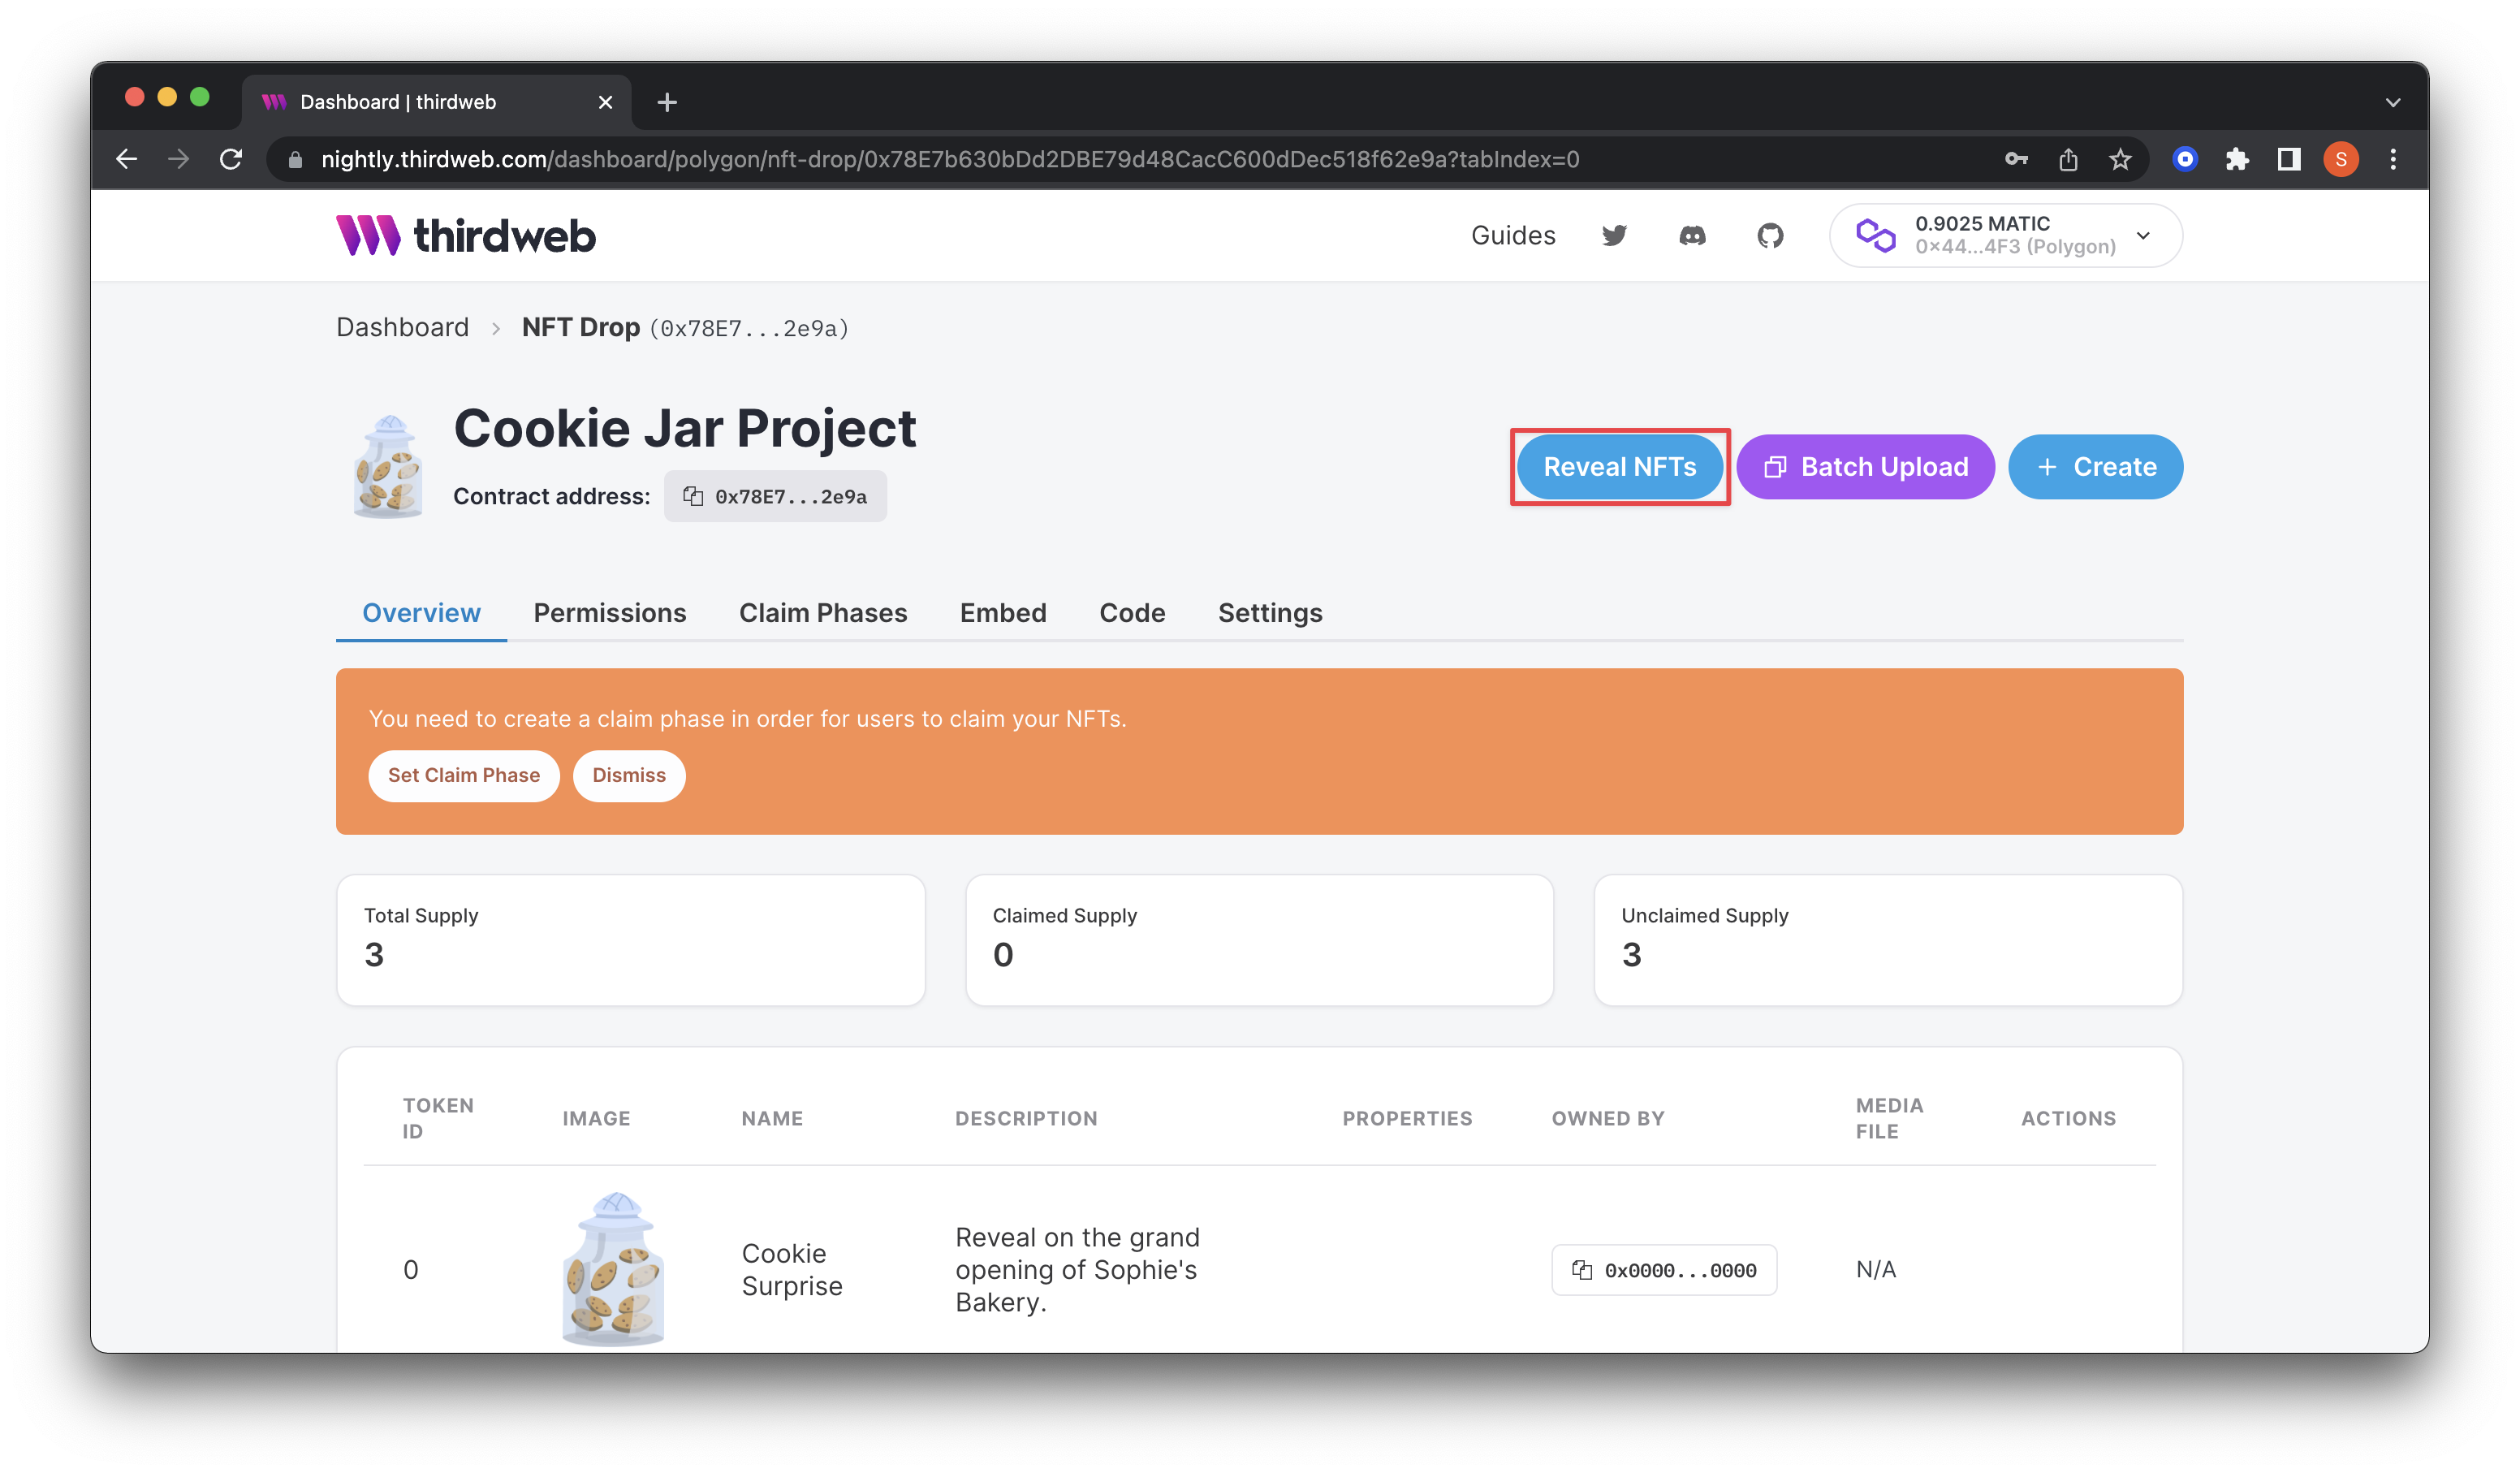 Dashboard | thirdweb
nightly.thirdweb.com/dashboard/polygon/nft-drop/0x78E7b630bDd2DBE79d48CacC600dDec518f62e9a?tabIndex=0
S
thirdweb
Guides
0.9025 MATIC
0x44...4F3 (Polygon)
Dashboard > NFT Drop (0x78E7...2e9a)
Cookie Jar Project
Contract address: 0x78E7...2e9a
Reveal NFTs
Batch Upload
+ Create
Overview Permissions Claim Phases Embed Code Settings
You need to create a claim phase in order for users to claim your NFTs.
Set Claim Phase Dismiss
Total Supply
3
Claimed Supply
0
Unclaimed Supply
3
TOKEN ID IMAGE NAME DESCRIPTION PROPERTIES OWNED BY MEDIA FILE ACTIONS
0
Cookie
Surprise
Reveal on the grand
opening of Sophie's
Bakery.
0x0000...0000
N/A